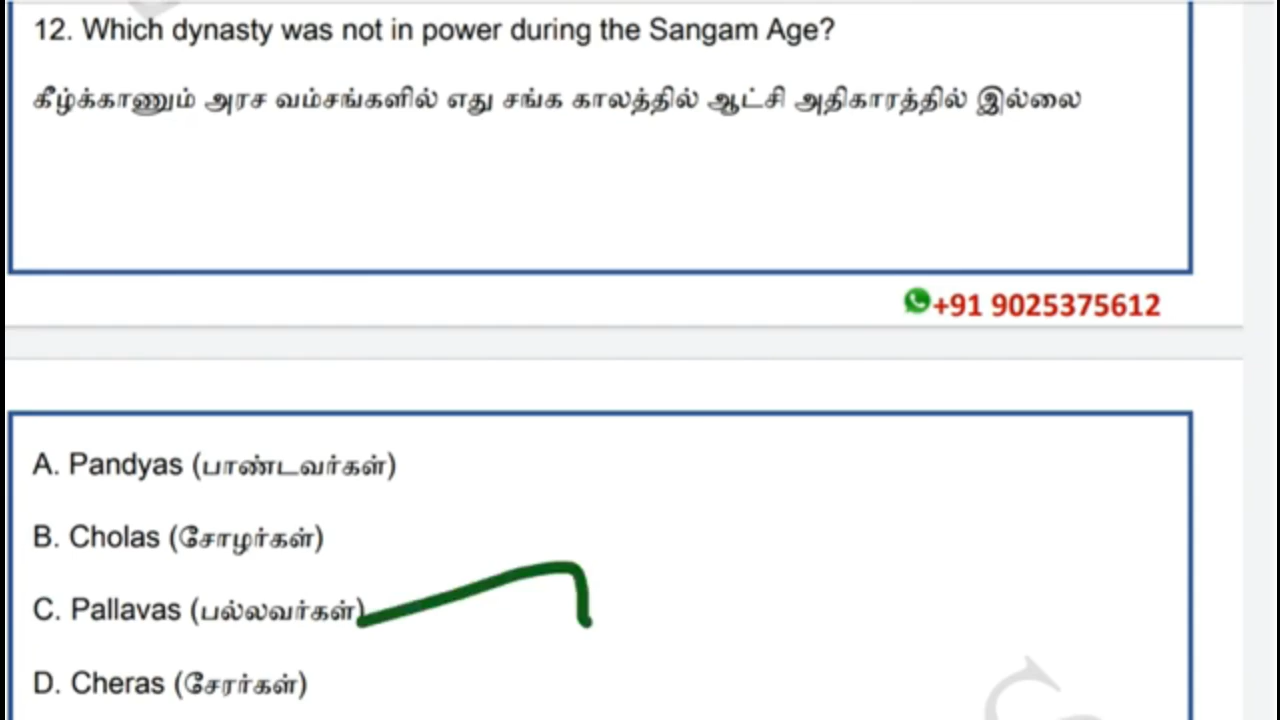 12. Which dynasty was not in power during the Sangam Age?
கீழ்க்காணும் அரச வம்சங்களில் எது சங்க காலத்தில் ஆட்சி அதிகாரத்தில் இல்லை
+91 9025375612
A. Pandyas (பாண்டவர்கள்)
B. Cholas (சோழர்கள்)
C. Pallavas (பல்லவர்கள்)
D. Cheras (சேரர்கள்)